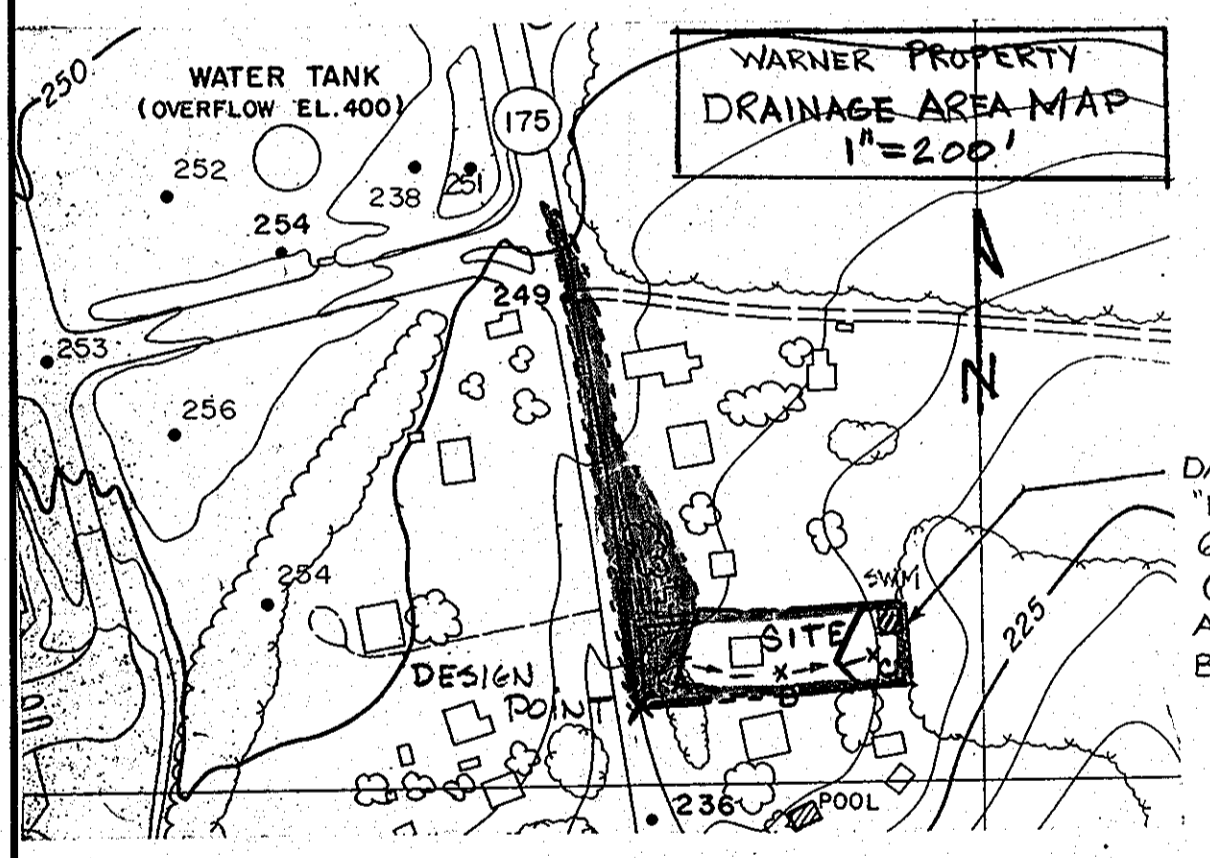 WARNER PROPERTY
DRAINAGE AREA MAP
1"=200'
250
WATER TANK
(OVERFLOW EL. 400)
175
252
238
251
254
N
249
253
N
256
254
SWM
225
SITE
DESIGN
POINT
B
C
236
POOL